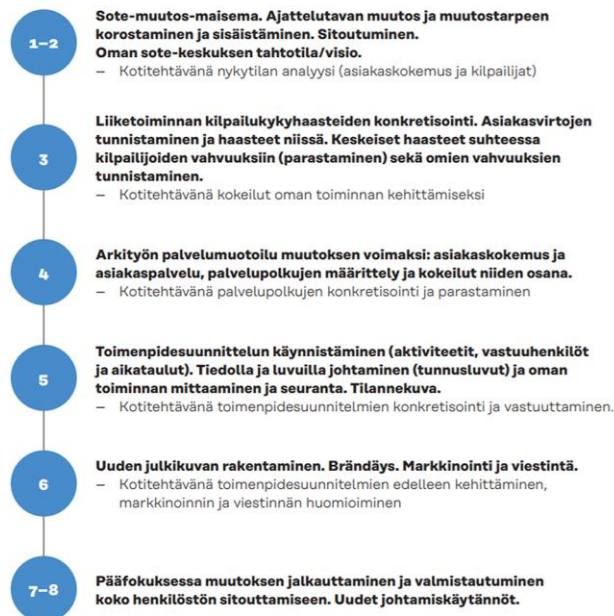 1–2
Sote-muutos-maisema. Ajattelutavan muutos ja muutostarpeen
korostaminen ja sisäistäminen. Sitoutuminen.
Oman sote-keskuksen tahtotila/visio.
– Kotitehtävänä nykytilan analyysi (asiakaskokemus ja kilpailijat)
3
Liiketoiminnan kilpailukykyhaasteiden konkretisointi. Asiakasvirtojen
tunnistaminen ja haasteet niissä. Keskeiset haasteet suhteessa
kilpailijoiden vahvuuksiin (parastaminen) sekä omien vahvuuksien
tunnistaminen.
– Kotitehtävänä kokeilut oman toiminnan kehittämiseksi
4
Arkityön palvelumuotoilu muutoksen voimaksi: asiakaskokemus ja
asiakaspalvelu, palvelupolkujen määrittely ja kokeilut niiden osana.
– Kotitehtävänä palvelupolkujen konkretisointi ja parastaminen
5
Toimenpidesuunnittelun käynnistäminen (aktiviteetit, vastuuhenkilöt
ja aikataulut). Tiedolla ja luvuilla johtaminen (tunnusluvut) ja oman
toiminnan mittaaminen ja seuranta. Tilannekuva.
– Kotitehtävänä toimenpidesuunnitelmien konkretisointi ja vastuuttaminen.
6
Uuden julkikuvan rakentaminen. Brändäys. Markkinointi ja viestintä.
– Kotitehtävänä toimenpidesuunnitelmien edelleen kehittäminen,
markkinoinnin ja viestinnän huomioiminen
7–8
Pääfokuksessa muutoksen jalkauttaminen ja valmistautuminen
koko henkilöstön sitouttamiseen. Uudet johtamiskäytännöt.